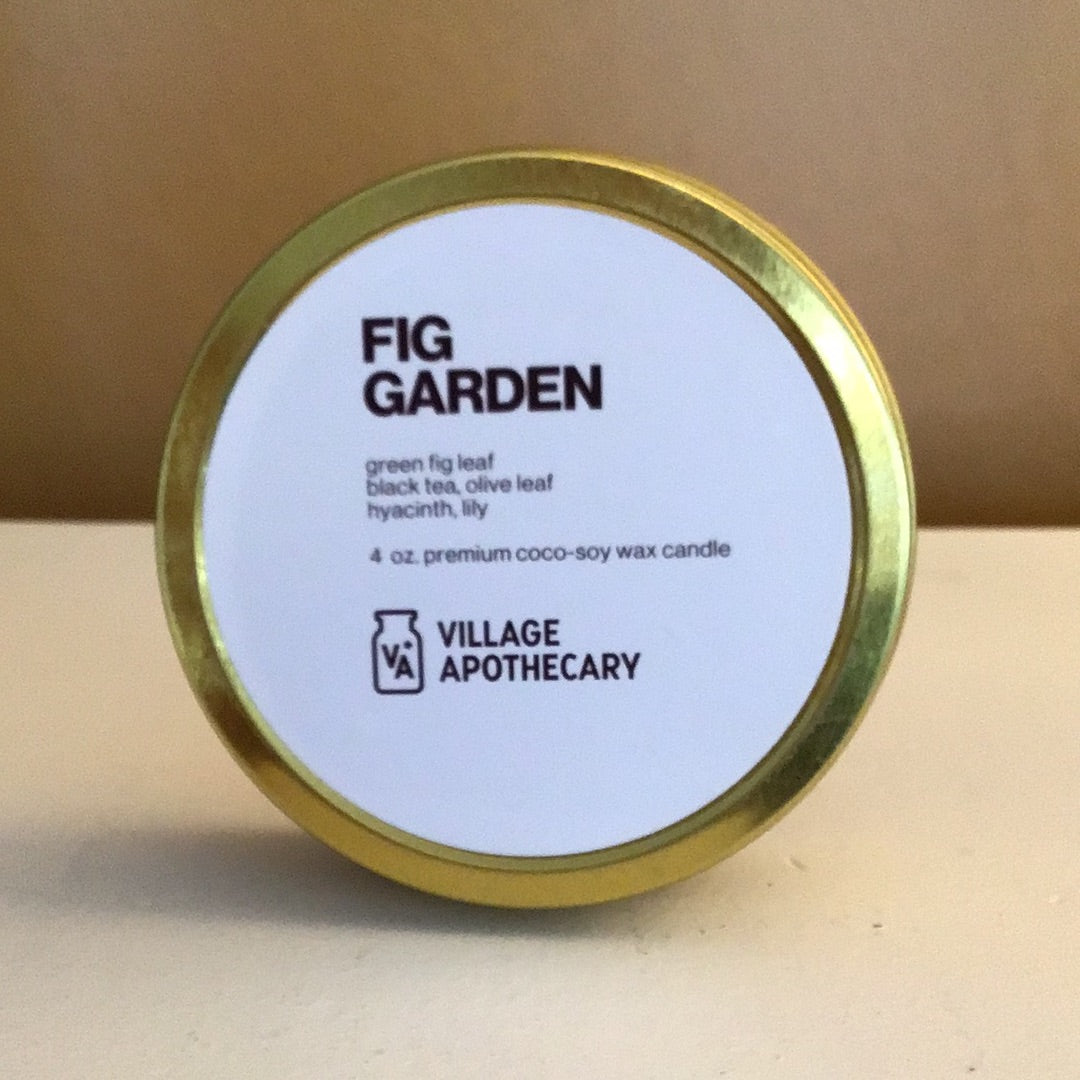 FIG
GARDEN
green fig leaf
black tea, olive leaf
hyacinth, lily
4 oz. premium coco-soy wax candle
VA
VILLAGE
APOTHECARY